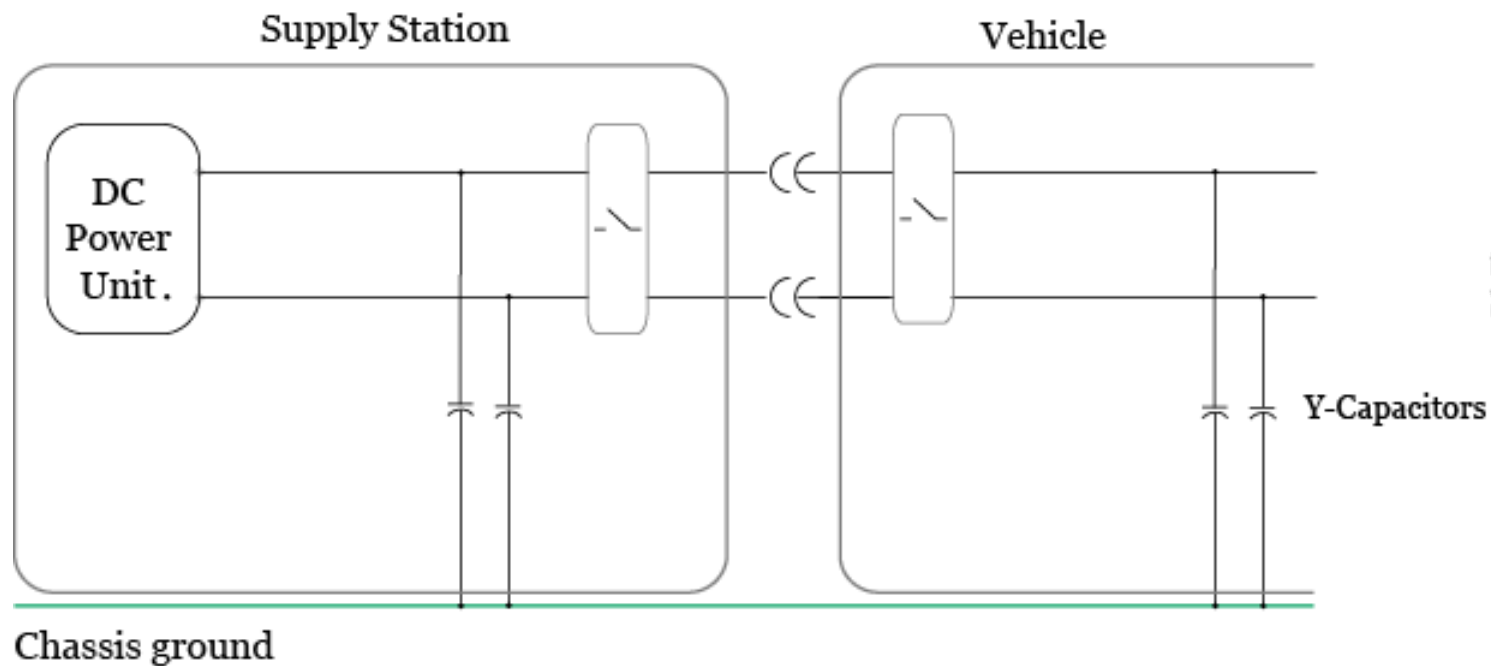 Supply Station
Vehicle
DC
Power
Unit.
Y-Capacitors
Chassis ground